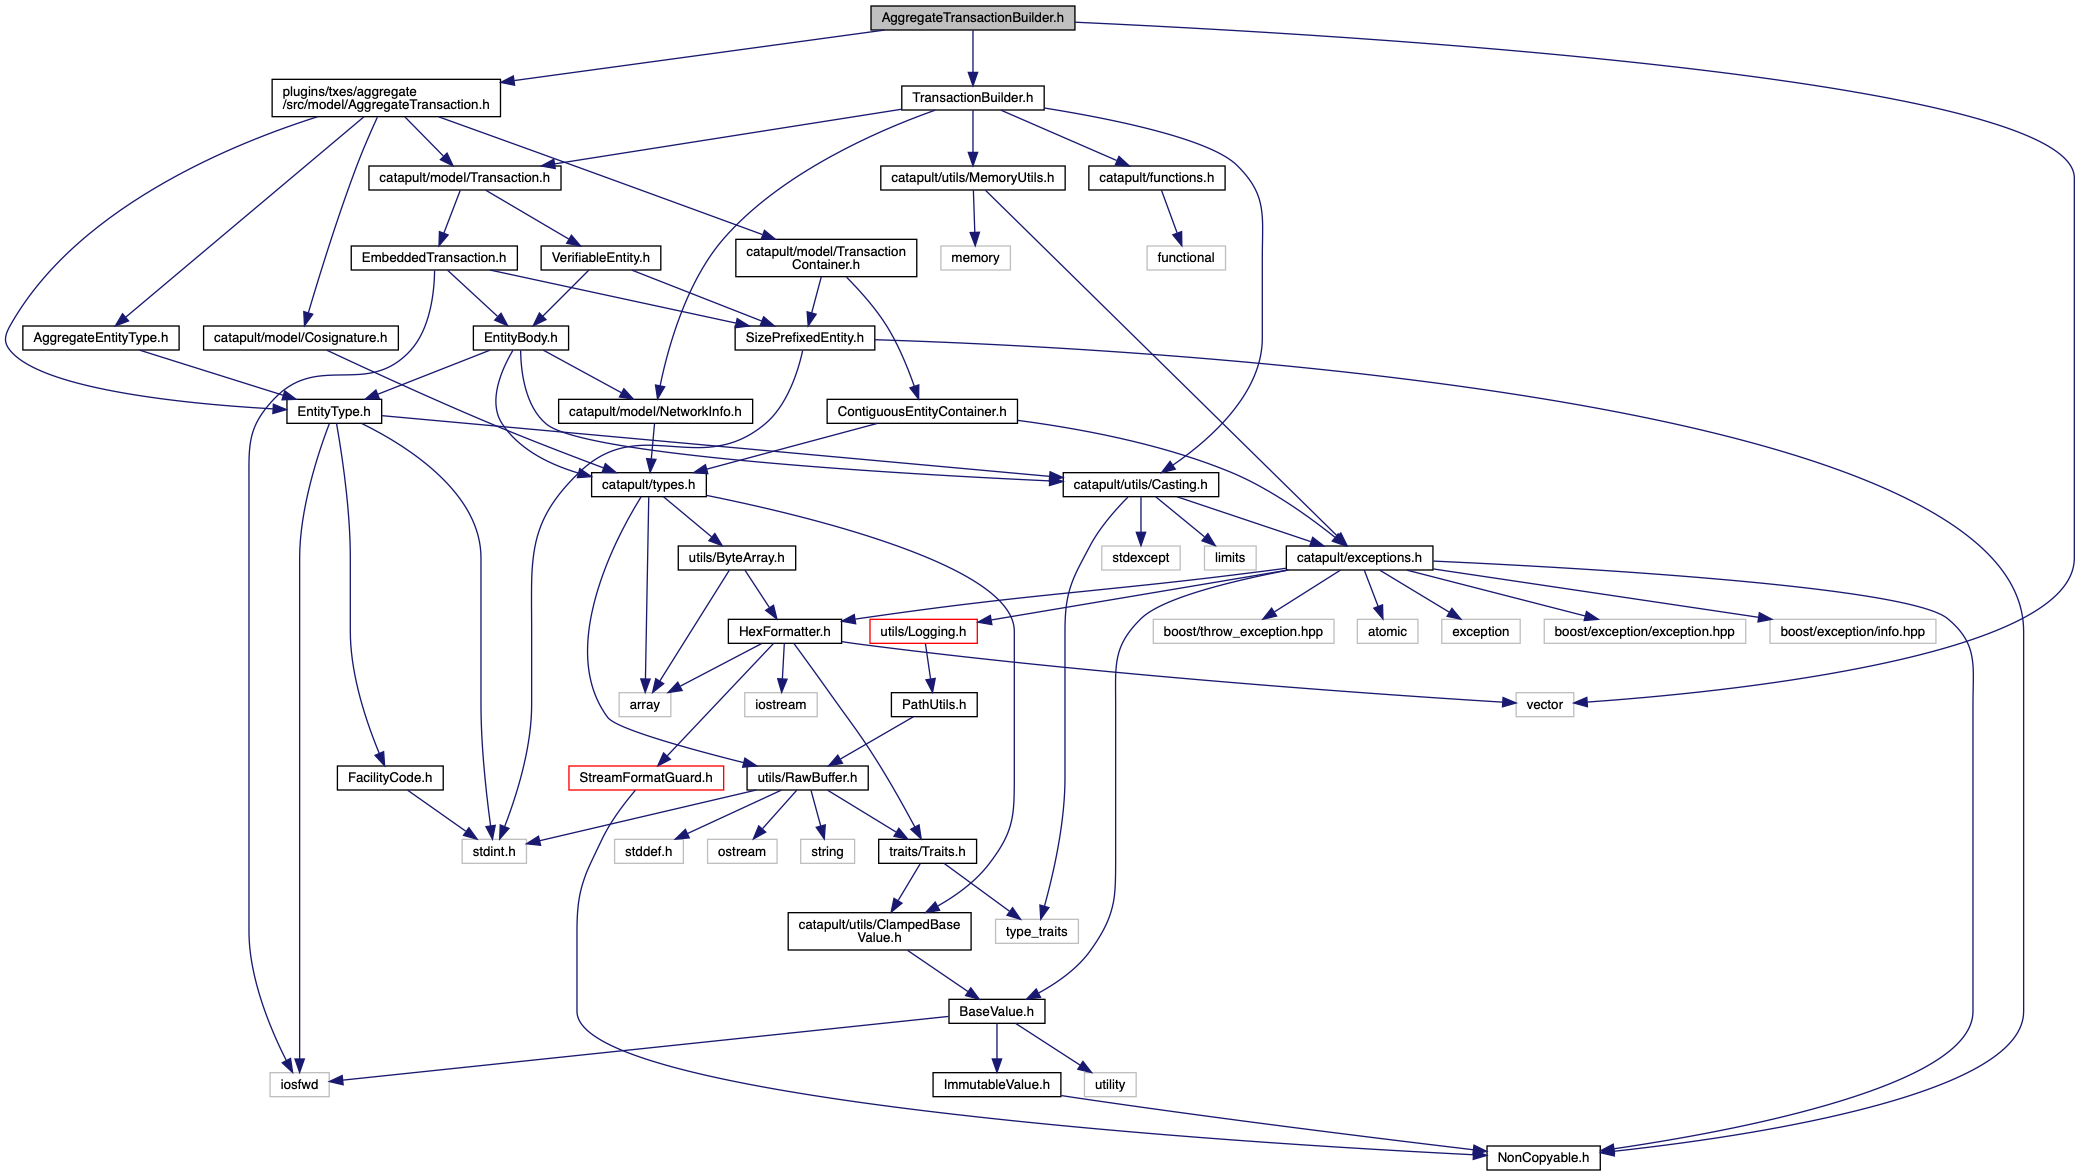 AggregateTransactionBuilder.h
plugins/txes/aggregate
/src/model/AggregateTransaction.h
TransactionBuilder.h
catapult/model/Transaction.h
catapult/utils/MemoryUtils.h
catapult/functions.h
EmbeddedTransaction.h
VerifiableEntity.h
catapult/model/Transaction
Container.h
memory
functional
AggregateEntityType.h
catapult/model/Cosignature.h
EntityBody.h
SizePrefixedEntity.h
EntityType.h
catapult/model/NetworkInfo.h
ContiguousEntityContainer.h
catapult/types.h
catapult/utils/Casting.h
utils/ByteArray.h
stdexcept
limits
catapult/exceptions.h
HexFormatter.h
utils/Logging.h
boost/throw_exception.hpp
atomic
exception
boost/exception/exception.hpp
boost/exception/info.hpp
array
iostream
PathUtils.h
vector
FacilityCode.h
StreamFormatGuard.h
utils/RawBuffer.h
stdint.h
stddef.h
ostream
string
traits/Traits.h
catapult/utils/ClampedBase
Value.h
type_traits
BaseValue.h
iosfwd
ImmutableValue.h
utility
NonCopyable.h